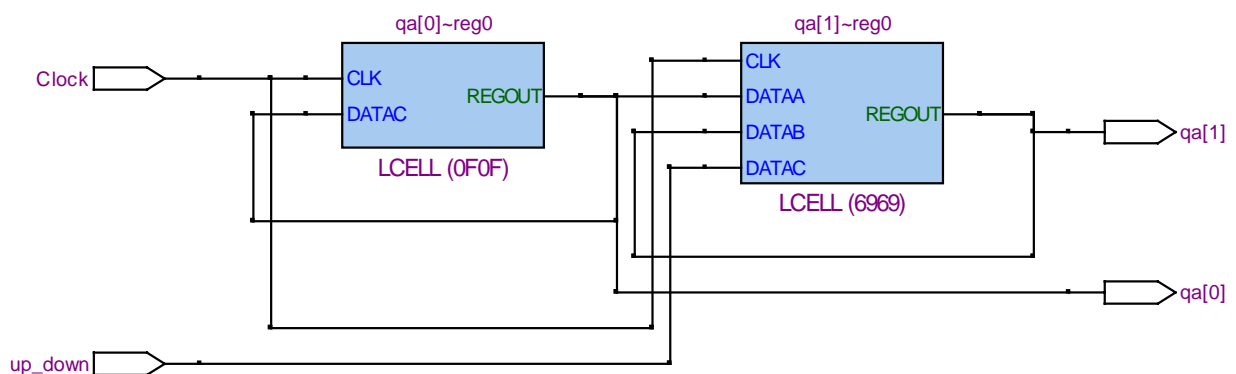 qa[0]~reg0
qa[1]~reg0
Clock
CLK
DATAC
REGOUT
LCELL (0F0F)
CLK
DATAA
DATAB
DATAC
REGOUT
LCELL (6969)
qa[1]
qa[0]
up_down